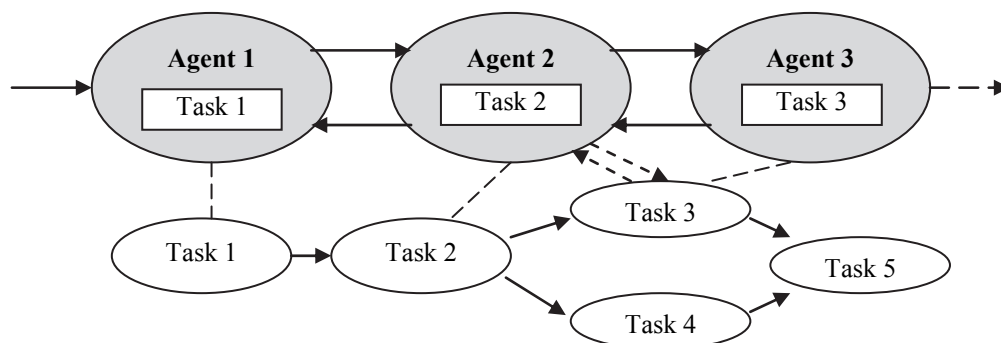 Agent 1
Task 1
Agent 2
Task 2
Agent 3
Task 3
Task 1
Task 2
Task 3
Task 4
Task 5